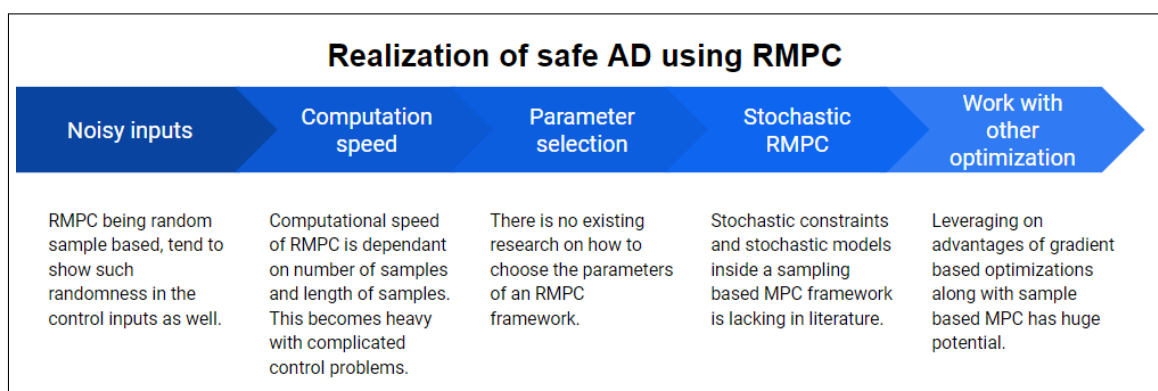 Realization of safe AD using RMPC
Noisy inputs
Computation
speed
Parameter
selection
Stochastic
RMPC
Work with
other
optimization
RMPC being random
sample based, tend to
show such
randomness in the
control inputs as well.
Computational speed
of RMPC is dependant
on number of samples
and length of samples.
This becomes heavy
with complicated
control problems.
There is no existing
research on how to
choose the parameters
of an RMPC
framework.
Stochastic constraints
and stochastic models
inside a sampling
based MPC framework
is lacking in literature.
Leveraging on
advantages of gradient
based optimizations
along with sample
based MPC has huge
potential.